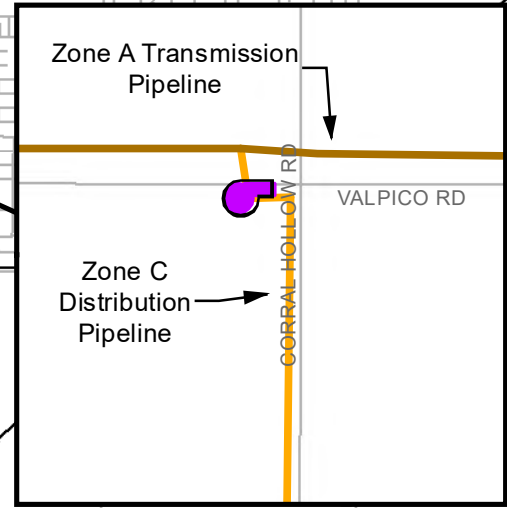 Zone A Transmission
Pipeline
CORRAL HOLLOW RD
VALPICO RD
Zone C
Distribution
Pipeline